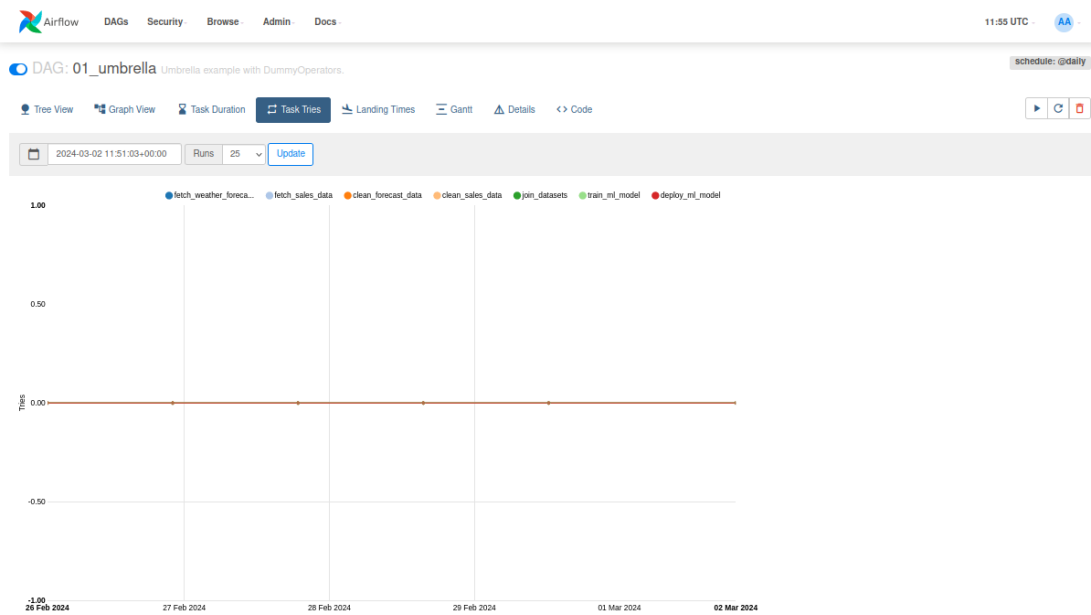 Airflow DAGs Security Browse Admin Docs 11:55 UTC AA
schedule: @daily
DAG: 01_umbrella Umbrella example with DummyOperators.
Tree View Graph View Task Duration Task Tries Landing Times Gantt Details Code
2024-03-02 11:51:03+00:00 Runs 25 Update
fetch_weather_foreca... fetch_sales_data clean_forecast_data clean_sales_data join_datasets train_ml_model deploy_ml_model
1.00
0.50
Tries
0.00
-0.50
-1.00
26 Feb 2024 27 Feb 2024 28 Feb 2024 29 Feb 2024 01 Mar 2024 02 Mar 2024